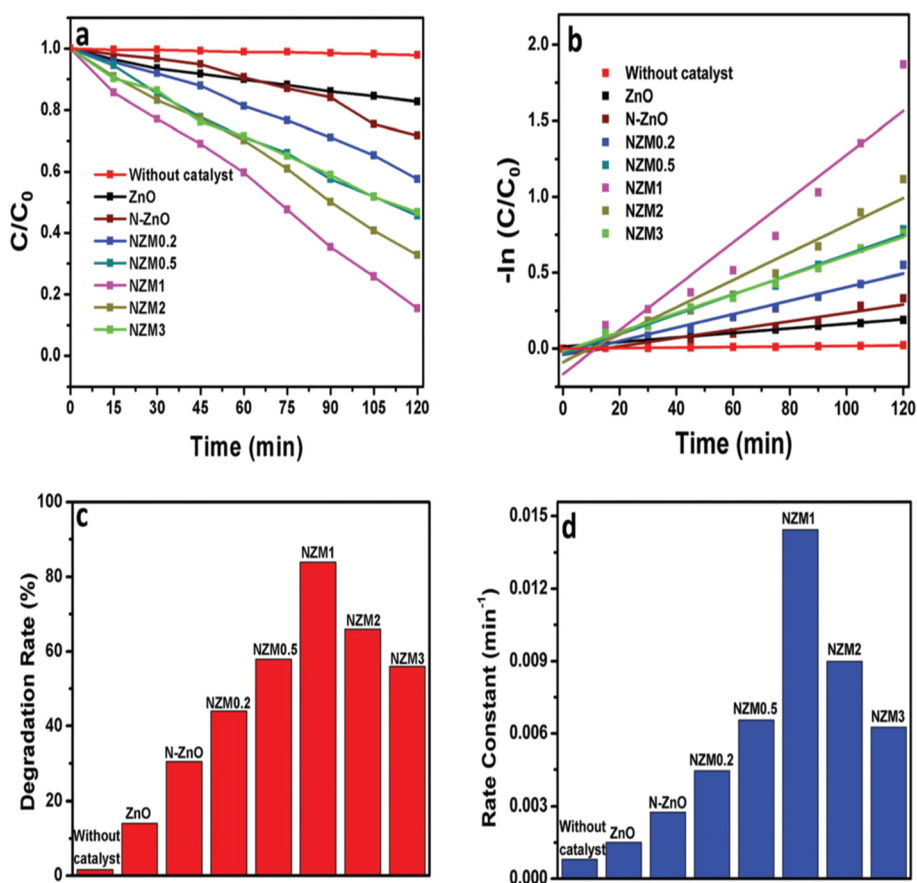 a
C/C0
1.0
0.8
0.6
0.4
0.2
0.0
Without catalyst
ZnO
N-ZnO
NZM0.2
NZM0.5
NZM1
NZM2
NZM3
0 15 30 45 60 75 90 105 120
Time (min)
b
-ln (C/C0)
2.0
1.5
1.0
0.5
0.0
Without catalyst
ZnO
N-ZnO
NZM0.2
NZM0.5
NZM1
NZM2
NZM3
0 20 40 60 80 100 120
Time (min)
c
Degradation Rate (%)
100
80
60
40
20
0
Without
catalyst
ZnO
N-ZnO
NZM0.2
NZM0.5
NZM1
NZM2
NZM3
d
Rate Constant (min-1)
0.015
0.012
0.009
0.006
0.003
0.000
Without
catalyst
ZnO
N-ZnO
NZM0.2
NZM0.5
NZM1
NZM2
NZM3